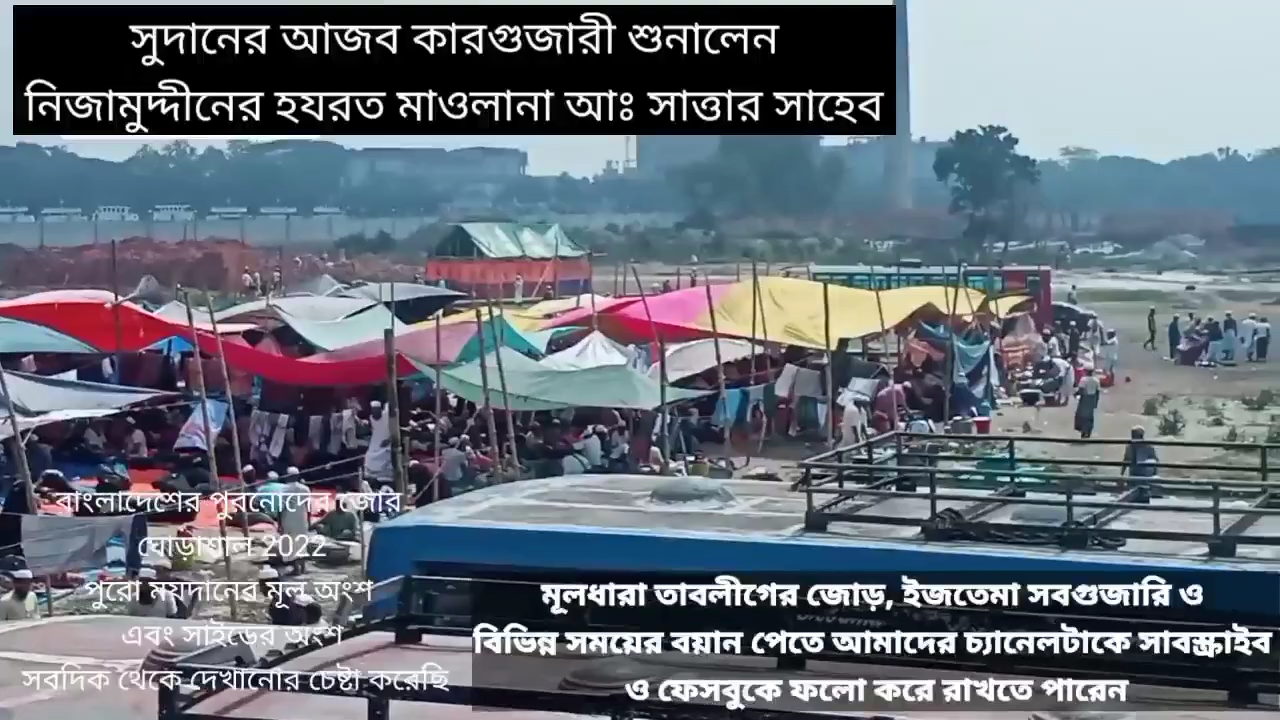 সুদানের আজব কারগুজারী শুনালেন
নিজামুদ্দীনের হযরত মাওলানা আঃ সাত্তার সাহেব
বাংলাদেশের পুরনোদের জোর
ঘোড়াশাল 2022
পুরো ময়দানের মূল অংশ
এবং সাইডের অংশ
সবদিক থেকে দেখানোর চেষ্টা করেছি
মূলধারা তাবলীগের জোড়, ইজতেমা সবগুজারি ও
বিভিন্ন সময়ের বয়ান পেতে আমাদের চ্যানেলটাকে সাবস্ক্রাইব
ও ফেসবুকে ফলো করে রাখতে পারেন